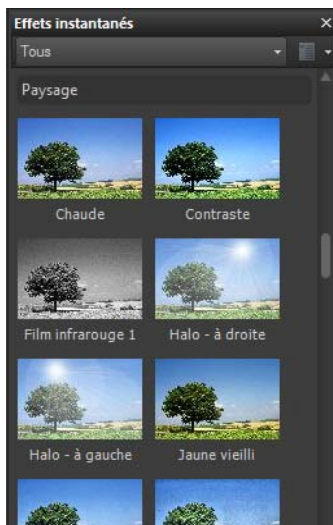 Effets instantanés
Tous
Paysage
Chaude
Contraste
Film infrarouge 1
Halo - à droite
Halo - à gauche
Jaune vieilli